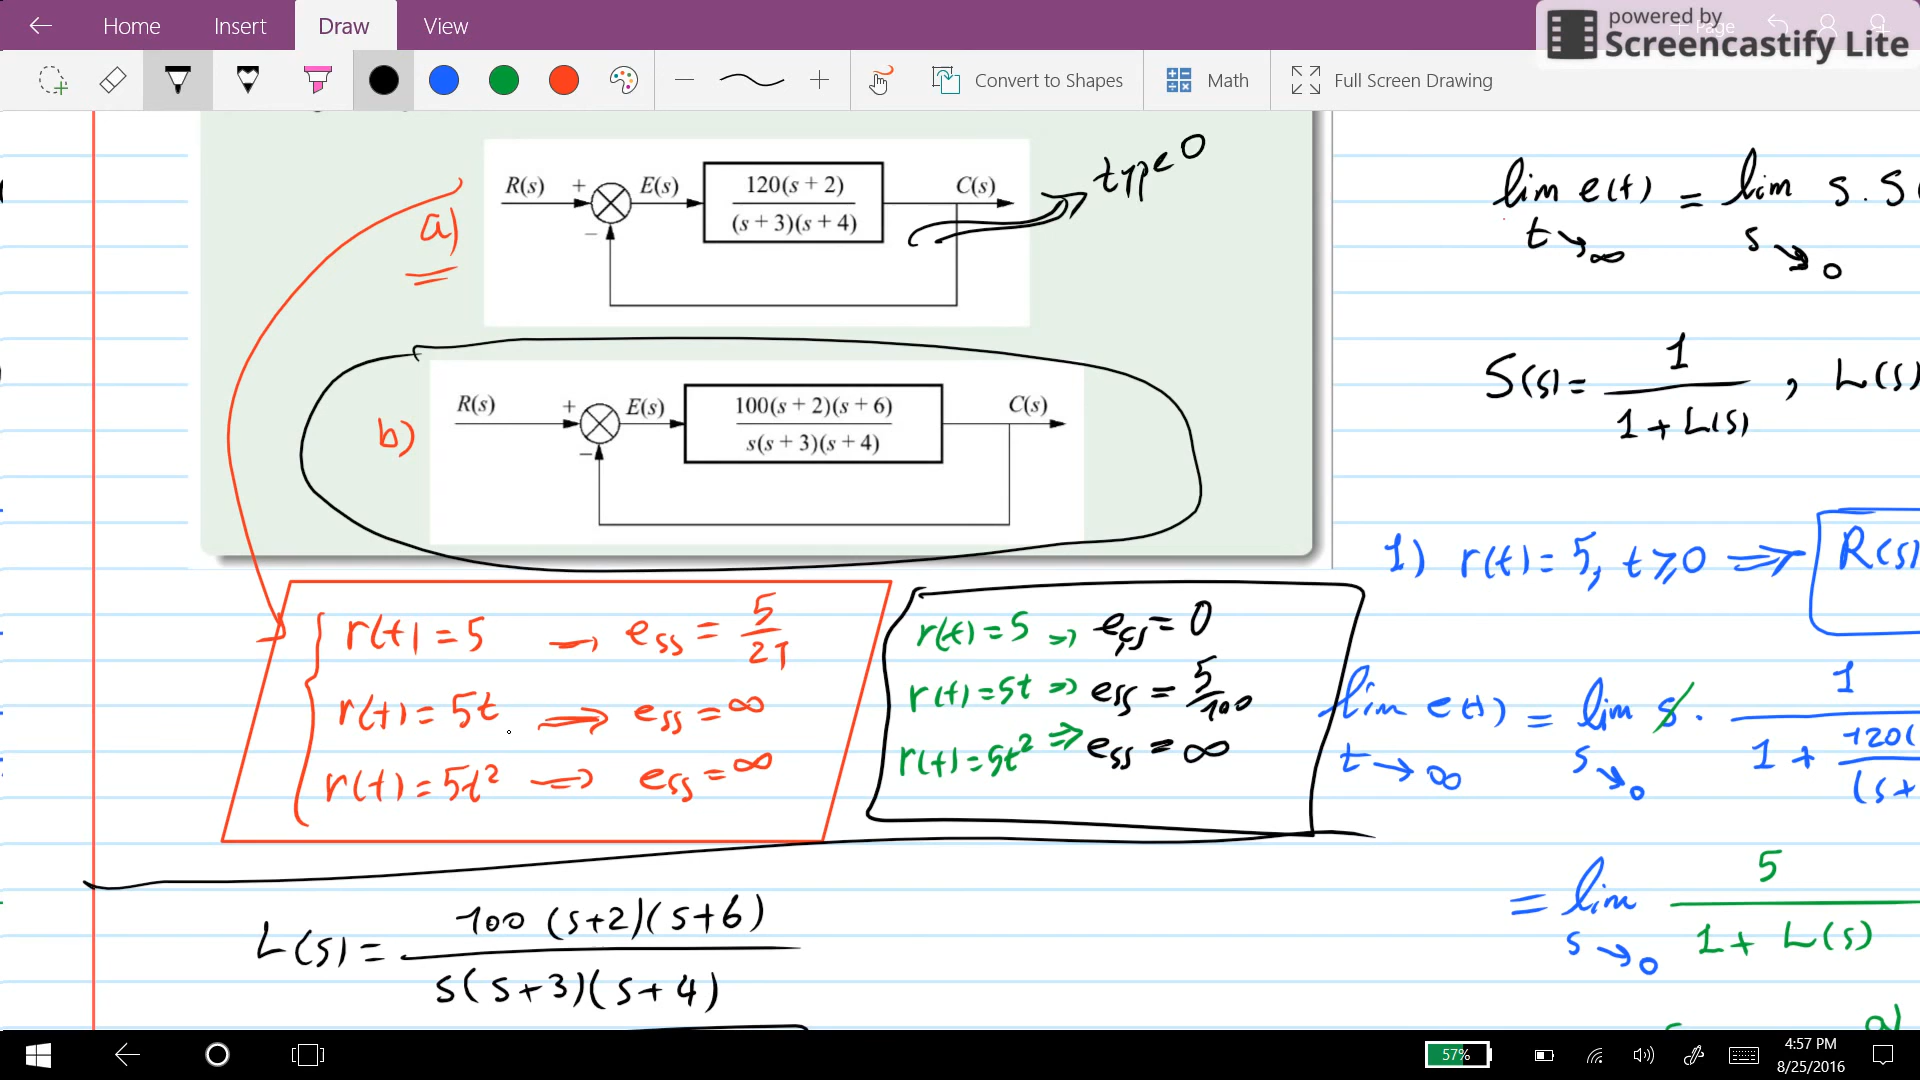 Home Insert Draw View
powered by
Screencastify Lite
Page
Convert to Shapes Math Full Screen Drawing
a)
R(s) + E(s) 120(s + 2) C(s)
− (s + 3)(s + 4)
type 0
b)
R(s) + E(s) 100(s + 2)(s + 6) C(s)
− s(s + 3)(s + 4)
r(t) = 5 → ess = 5/21
r(t) = 5t ⇒ ess = ∞
r(t) = 5t² → ess = ∞
r(t) = 5 ⇒ ess = 0
r(t) = 5t ⇒ ess = 5/100
r(t) = 5t² ⇒ ess = ∞
L(s) = 100 (s+2)(s+6)
s(s+3)(s+4)
lim e(t) = lim s . S(
t→∞ s→0
S(s) = 1 / 1 + L(s) , L(s)
1) r(t) = 5, t ≥ 0 ⇒ R(s)
lim e(t) = lim s . 1
t→∞ s→0 1 + 120(
(s+
= lim 5
s→0 1 + L(s)
57%
4:57 PM
8/25/2016